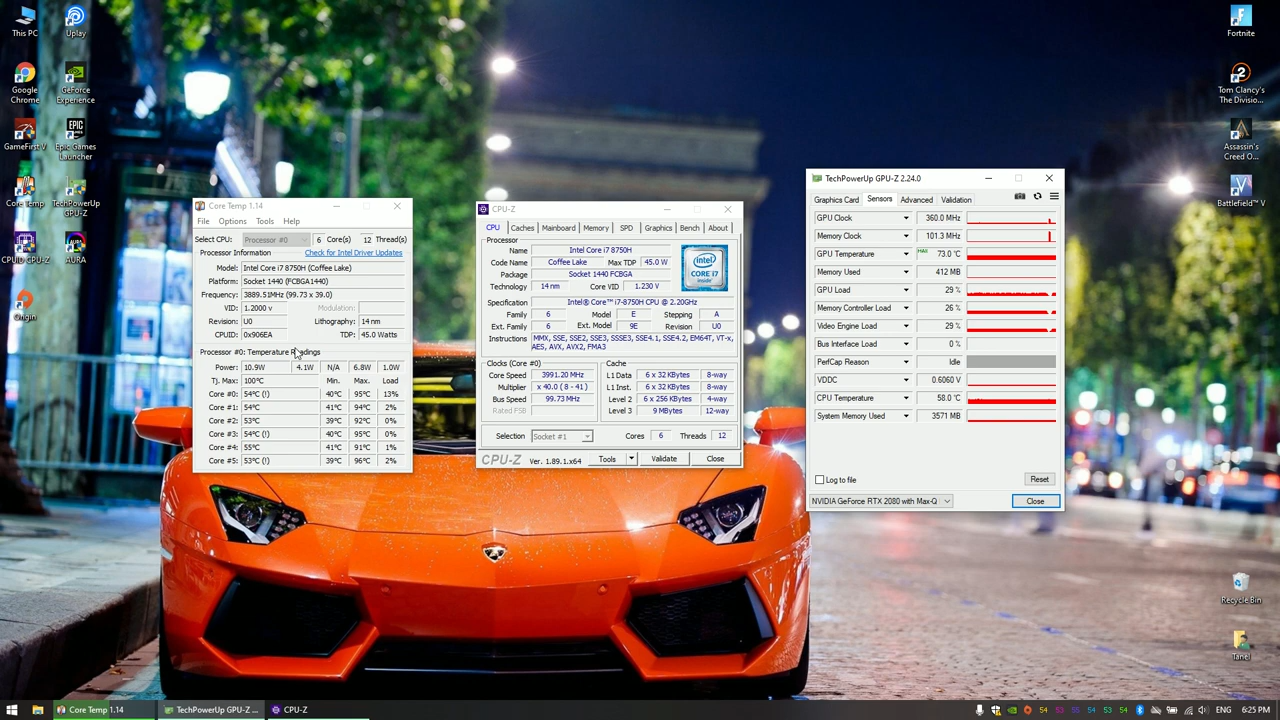 This PC
Uplay
Google Chrome
GeForce Experience
GameFirst V
Epic Games Launcher
EPIC GAMES
Core Temp
TechPowerUp GPU-Z
CPUID CPU-Z
AURA
Origin
Fortnite
Tom Clancy's The Divisio...
Assassin's Creed O...
Battlefield™ V
Recycle Bin
Tanel
Core Temp 1.14
File Options Tools Help
Select CPU: Processor #0 6 Core(s) 12 Thread(s)
Processor Information Check for Intel Driver Updates
Model: Intel Core i7 8750H (Coffee Lake)
Platform: Socket 1440 (FCBGA1440)
Frequency: 3889.51MHz (99.73 x 39.0)
VID: 1.2000 v Modulation:
Revision: U0 Lithography: 14 nm
CPUID: 0x906EA TDP: 45.0 Watts
Processor #0: Temperature Readings
Power: 10.9W 4.1W N/A 6.8W 1.0W
Tj. Max: 100°C Min. Max. Load
Core #0: 54°C (!) 40°C 95°C 13%
Core #1: 54°C 41°C 94°C 2%
Core #2: 53°C 39°C 92°C 0%
Core #3: 54°C (!) 40°C 95°C 0%
Core #4: 55°C 41°C 91°C 1%
Core #5: 53°C (!) 39°C 96°C 2%
CPU-Z
CPU Caches Mainboard Memory SPD Graphics Bench About
Processor
Name Intel Core i7 8750H
Code Name Coffee Lake Max TDP 45.0 W
Package Socket 1440 FCBGA
Technology 14 nm Core VID 1.230 V
intel CORE i7 inside
Specification Intel® Core™ i7-8750H CPU @ 2.20GHz
Family 6 Model E Stepping A
Ext. Family 6 Ext. Model 9E Revision U0
Instructions MMX, SSE, SSE2, SSE3, SSSE3, SSE4.1, SSE4.2, EM64T, VT-x,
AES, AVX, AVX2, FMA3
Clocks (Core #0)
Core Speed 3991.20 MHz
Multiplier x 40.0 ( 8 - 41 )
Bus Speed 99.73 MHz
Rated FSB
Cache
L1 Data 6 x 32 KBytes 8-way
L1 Inst. 6 x 32 KBytes 8-way
Level 2 6 x 256 KBytes 4-way
Level 3 9 MBytes 12-way
Selection Socket #1 Cores 6 Threads 12
CPU-Z Ver. 1.89.1.x64 Tools Validate Close
TechPowerUp GPU-Z 2.24.0
Graphics Card Sensors Advanced Validation
GPU Clock 360.0 MHz
Memory Clock 101.3 MHz
GPU Temperature MAX 73.0 °C
Memory Used 412 MB
GPU Load 29 %
Memory Controller Load 26 %
Video Engine Load 29 %
Bus Interface Load 0 %
PerfCap Reason Idle
VDDC 0.6060 V
CPU Temperature 58.0 °C
System Memory Used 3571 MB
Log to file Reset
NVIDIA GeForce RTX 2080 with Max-Q Close
Core Temp 1.14 TechPowerUp GPU-Z ... CPU-Z 54 53 55 54 53 54 ENG 6:25 PM